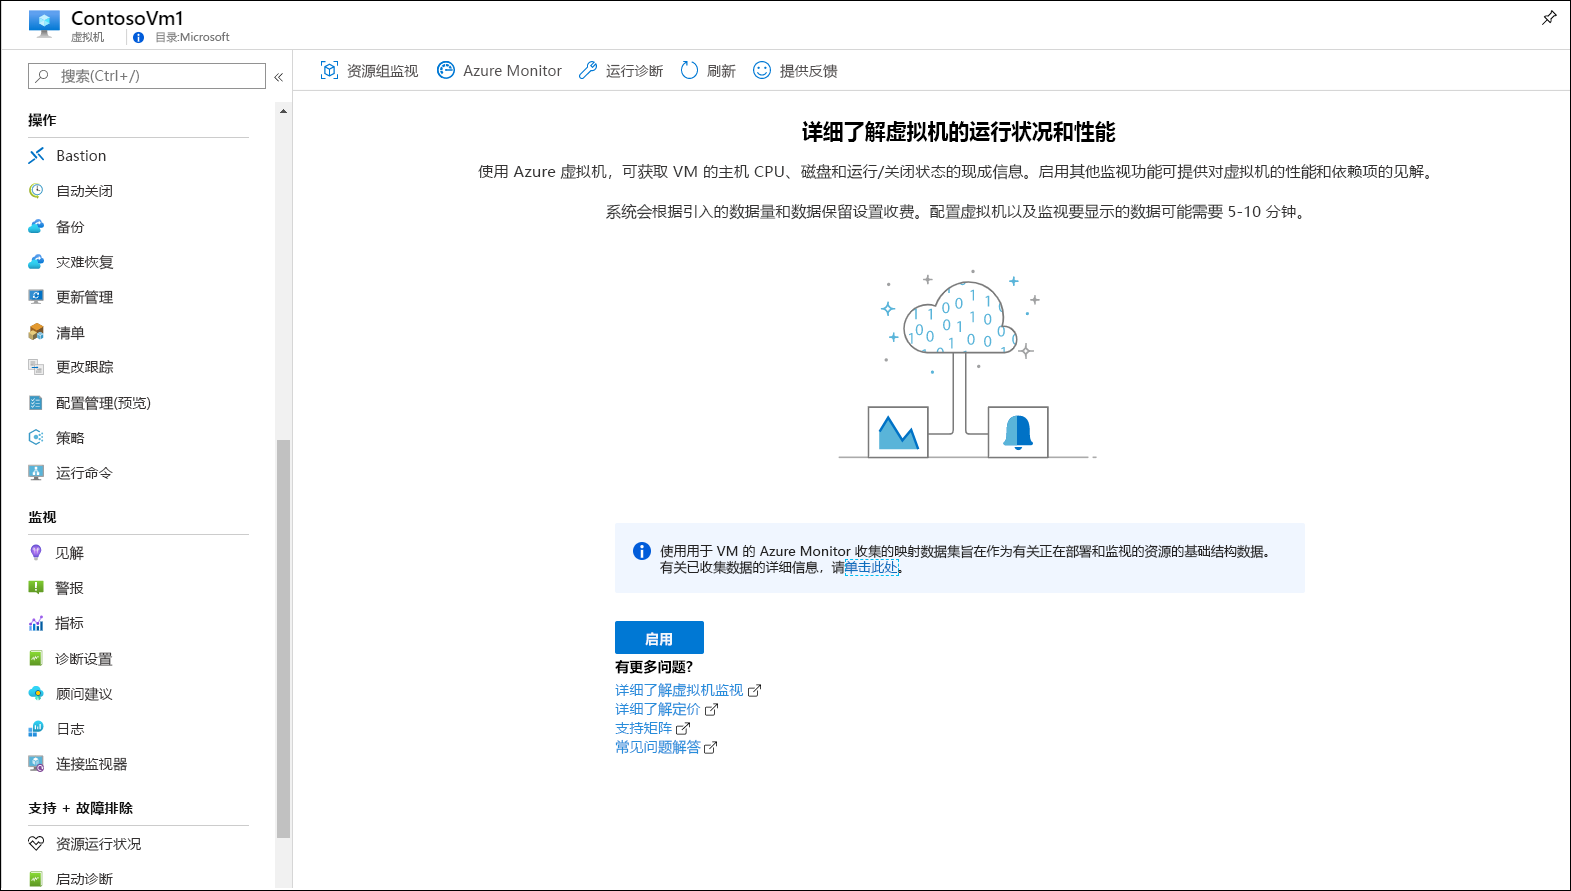 ContosoVm1
虚拟机
目录:Microsoft
搜索(Ctrl+/)
资源组监视
Azure Monitor
运行诊断
刷新
提供反馈
操作
Bastion
自动关闭
备份
灾难恢复
更新管理
清单
更改跟踪
配置管理(预览)
策略
运行命令
监视
见解
警报
指标
诊断设置
顾问建议
日志
连接监视器
支持 + 故障排除
资源运行状况
启动诊断
详细了解虚拟机的运行状况和性能
使用 Azure 虚拟机，可获取 VM 的主机 CPU、磁盘和运行/关闭状态的现成信息。启用其他监视功能可提供对虚拟机的性能和依赖项的见解。
系统会根据引入的数据量和数据保留设置收费。配置虚拟机以及监视要显示的数据可能需要 5-10 分钟。
使用用于 VM 的 Azure Monitor 收集的映射数据集旨在作为有关正在部署和监视的资源的基础结构数据。
有关已收集数据的详细信息，请单击此处。
启用
有更多问题?
详细了解虚拟机监视
详细了解定价
支持矩阵
常见问题解答